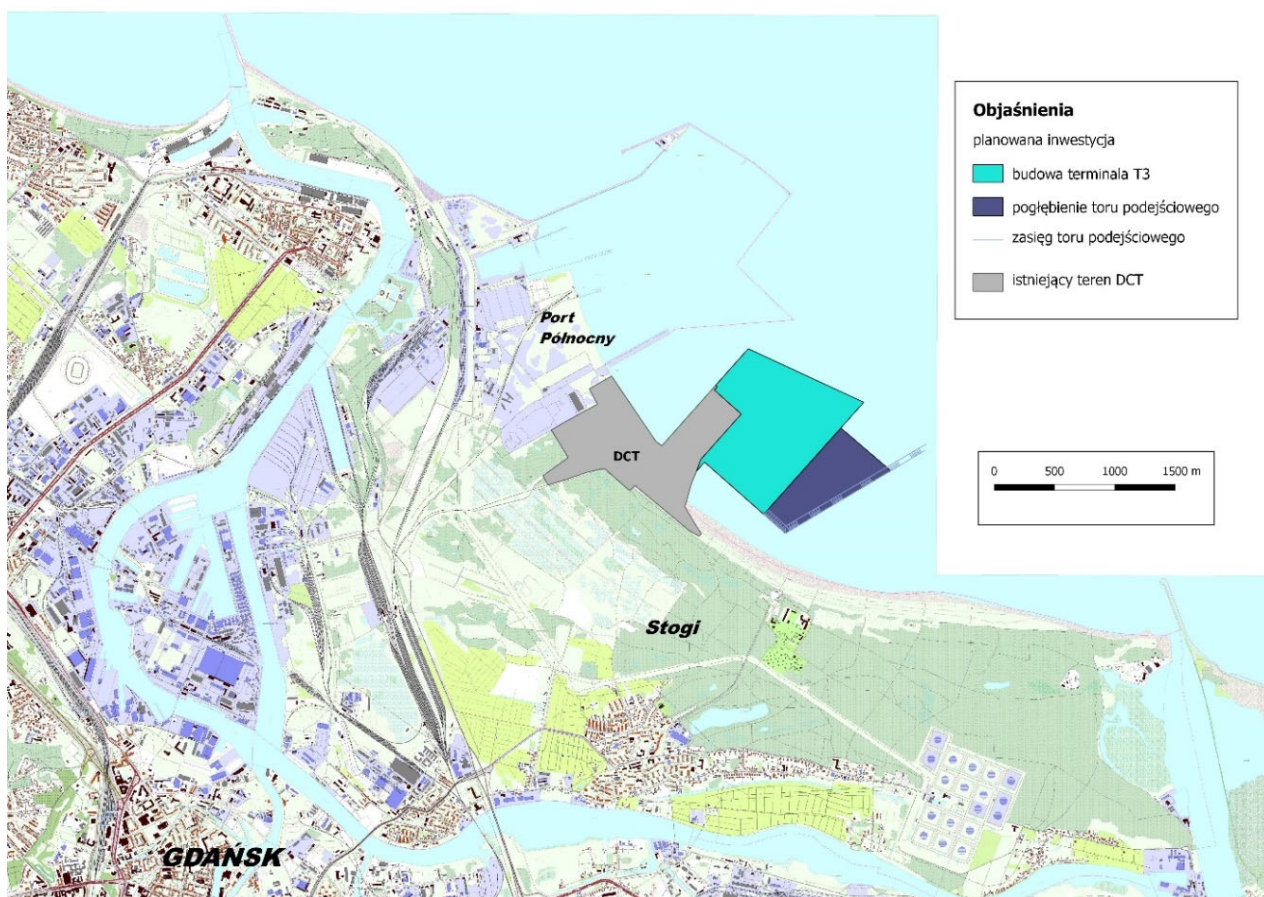 Objaśnienia
planowana inwestycja
budowa terminala T3
pogłębienie toru podejściowego
zasięg toru podejściowego
istniejący teren DCT
0 500 1000 1500 m
Port
Północny
DCT
Stogi
GDAŃSK